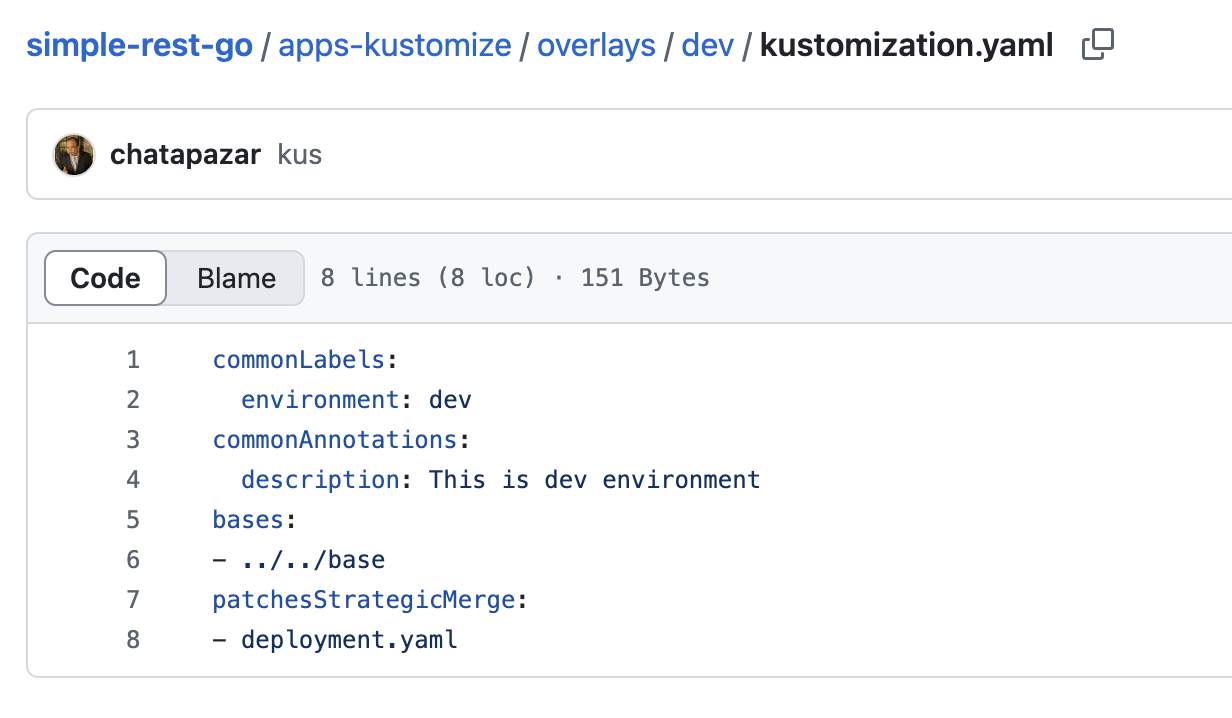 simple-rest-go / apps-kustomize / overlays / dev / kustomization.yaml
chatapazar kus
Code Blame 8 lines (8 loc) · 151 Bytes
1 commonLabels:
2   environment: dev
3 commonAnnotations:
4   description: This is dev environment
5 bases:
6 - ../../base
7 patchesStrategicMerge:
8 - deployment.yaml